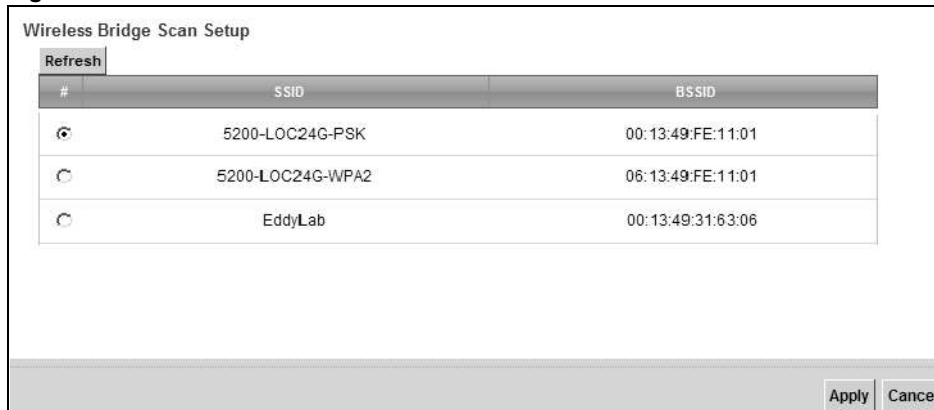 Wireless Bridge Scan Setup
Refresh
# SSID BSSID
5200-LOC24G-PSK 00:13:49:FE:11:01
5200-LOC24G-WPA2 06:13:49:FE:11:01
EddyLab 00:13:49:31:63:06
Apply Cance